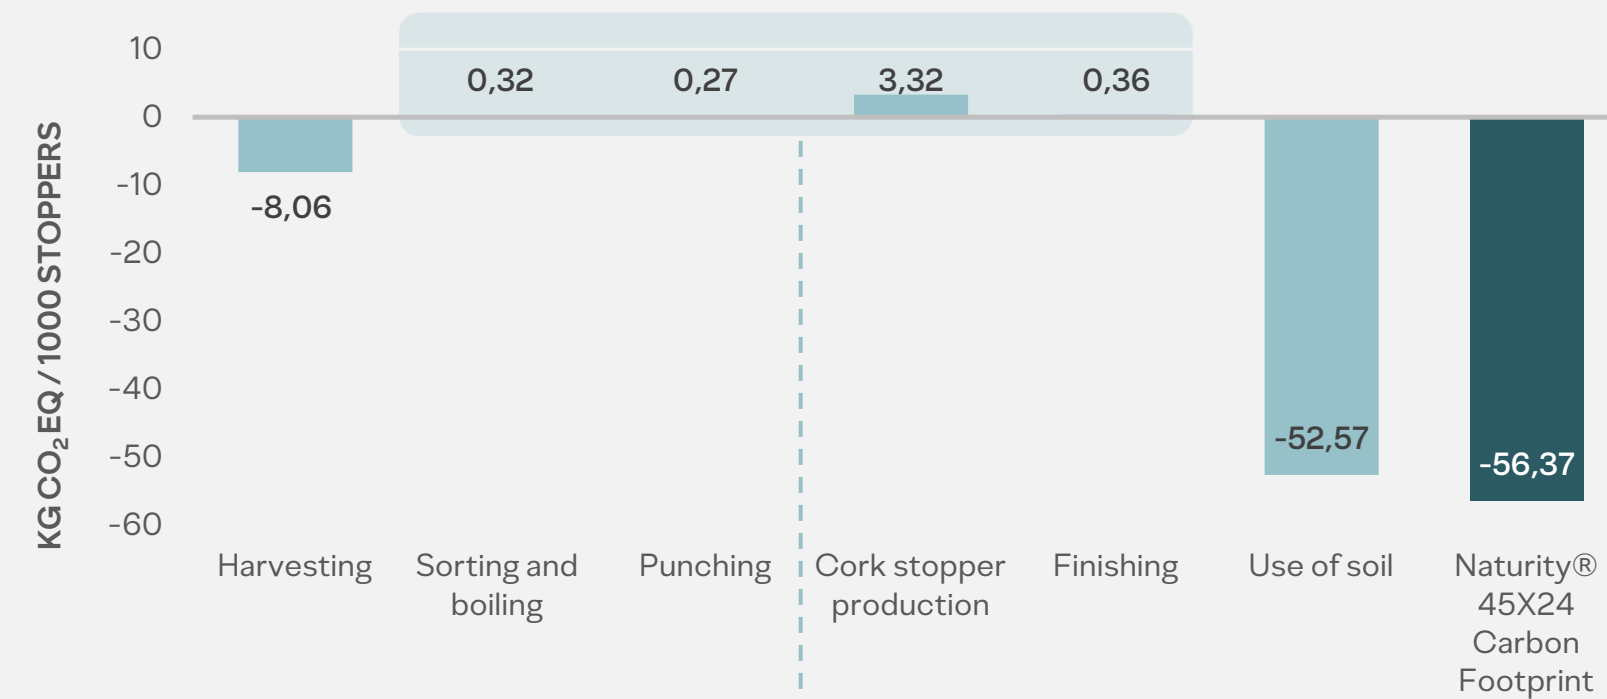 KG CO₂ EQ / 1000 STOPPERS
10
0
-10
-20
-30
-40
-50
-60
-8,06
0,32
0,27
3,32
0,36
-52,57
-56,37
Harvesting
Sorting and
boiling
Punching
Cork stopper
production
Finishing
Use of soil
Naturity®
45X24
Carbon
Footprint